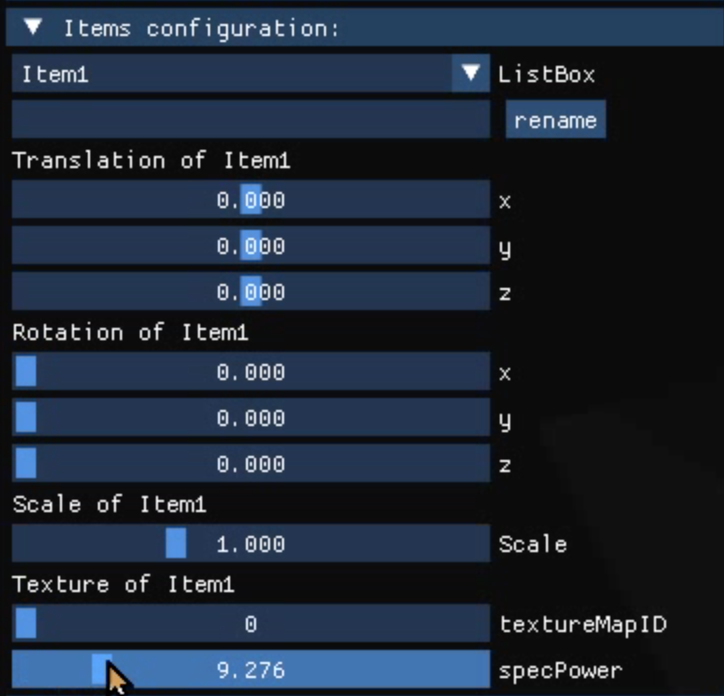 Items configuration:
Item1 ListBox
rename
Translation of Item1
0.000 x
0.000 y
0.000 z
Rotation of Item1
0.000 x
0.000 y
0.000 z
Scale of Item1
1.000 Scale
Texture of Item1
0 textureMapID
9.276 specPower